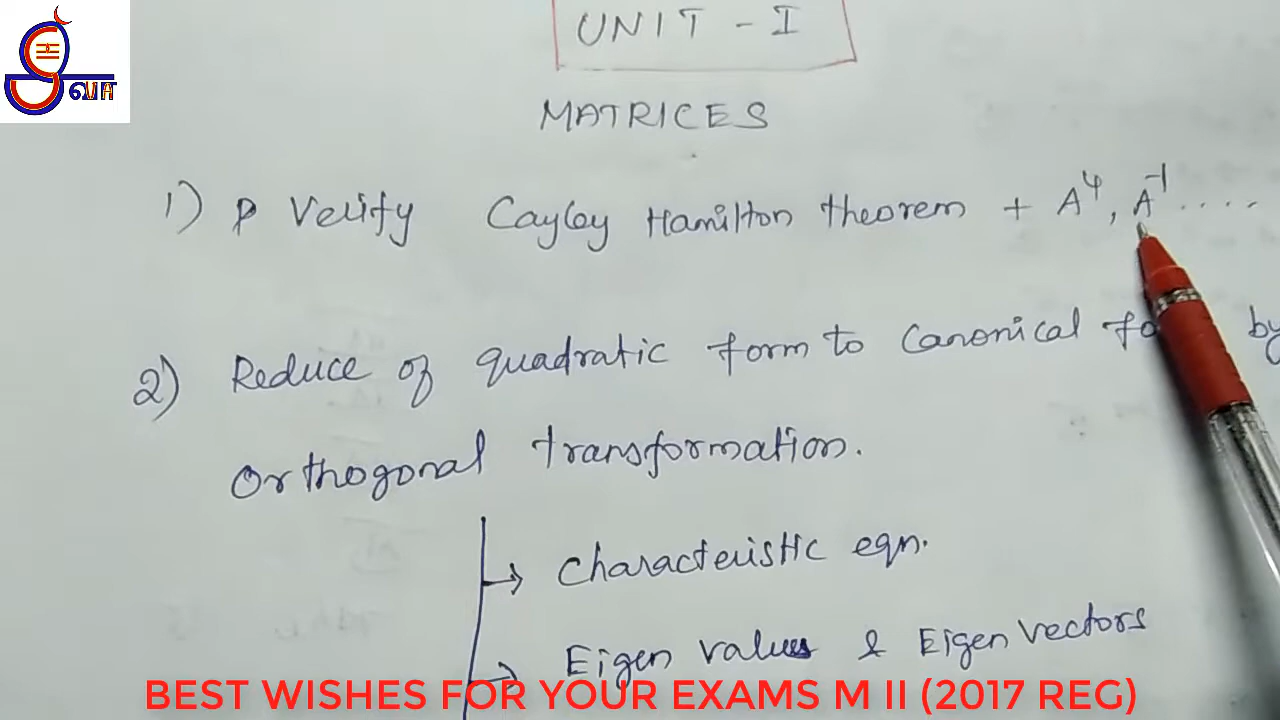 UNIT - I
MATRICES
1) Verify Cayley Hamilton theorem + A⁴, A⁻¹ ....
2) Reduce of quadratic form to Canonical fo by
Orthogonal transformation.
→ Characteristic eqn.
→ Eigen values & Eigen vectors
BEST WISHES FOR YOUR EXAMS M II (2017 REG)